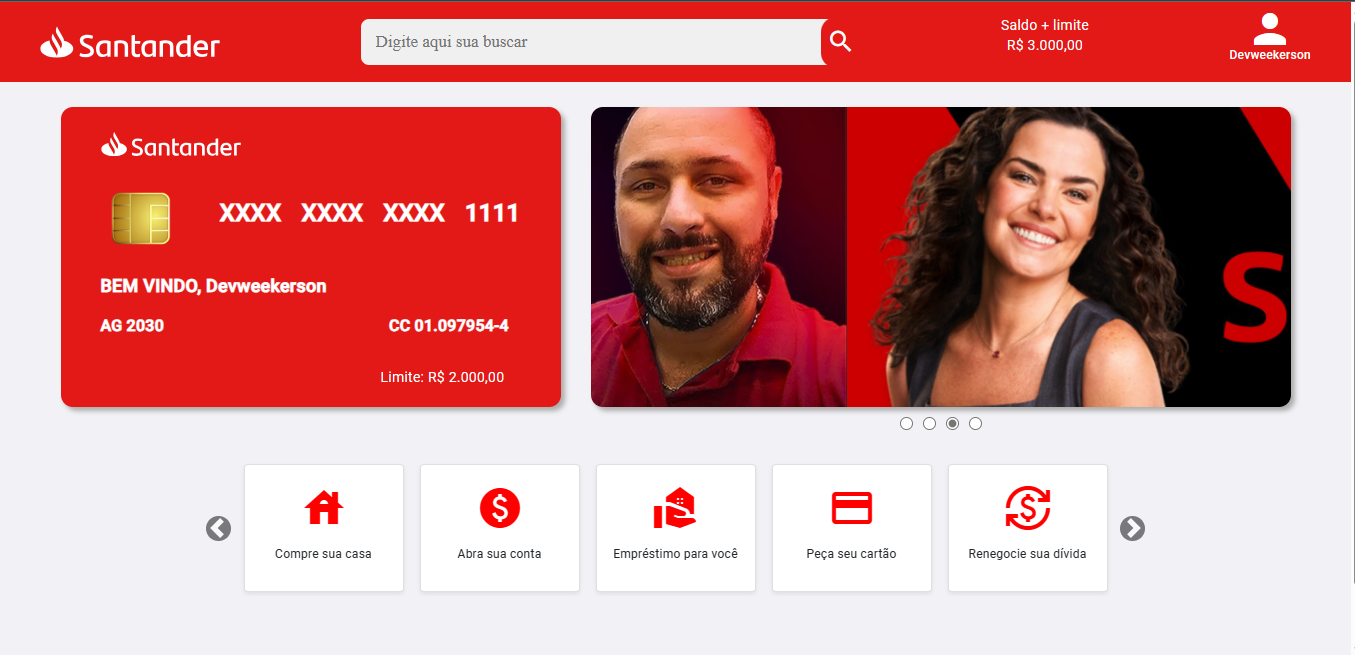 Santander
Digite aqui sua buscar
Saldo + limite
R$ 3.000,00
Devweekerson
Santander
XXXX XXXX XXXX 1111
BEM VINDO, Devweekerson
AG 2030 CC 01.097954-4
Limite: R$ 2.000,00
S
Compre sua casa
Abra sua conta
Empréstimo para você
Peça seu cartão
Renegocie sua dívida